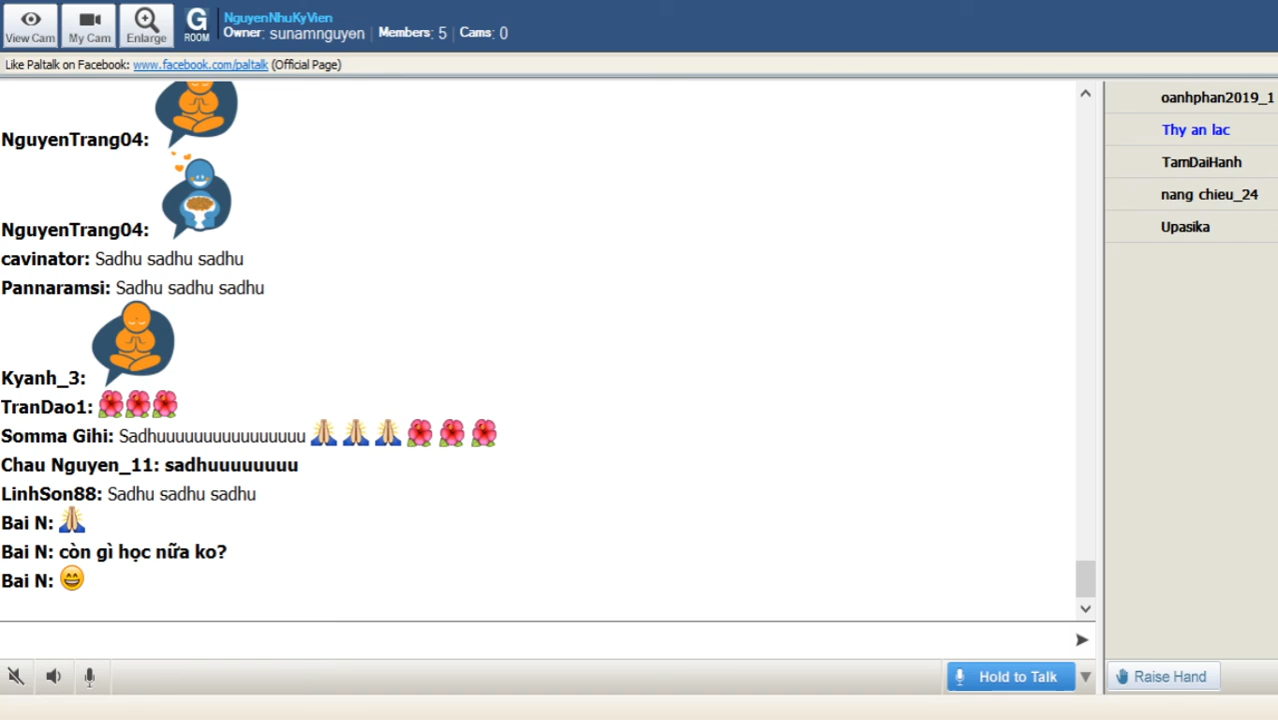 View Cam
My Cam
Enlarge
G
ROOM
NguyenNhuKyVien
Owner: sunamnguyen | Members: 5 | Cams: 0
Like Paltalk on Facebook: www.facebook.com/paltalk (Official Page)
NguyenTrang04:
NguyenTrang04:
cavinator: Sadhu sadhu sadhu
Pannaramsi: Sadhu sadhu sadhu
Kyanh_3:
TranDao1:
Somma Gihi: Sadhuuuuuuuuuuuuuuuu
Chau Nguyen_11: sadhuuuuuuuu
LinhSon88: Sadhu sadhu sadhu
Bai N:
Bai N: còn gì học nữa ko?
Bai N:
oanhphan2019_1
Thy an lac
TamDaiHanh
nang chieu_24
Upasika
Hold to Talk
Raise Hand